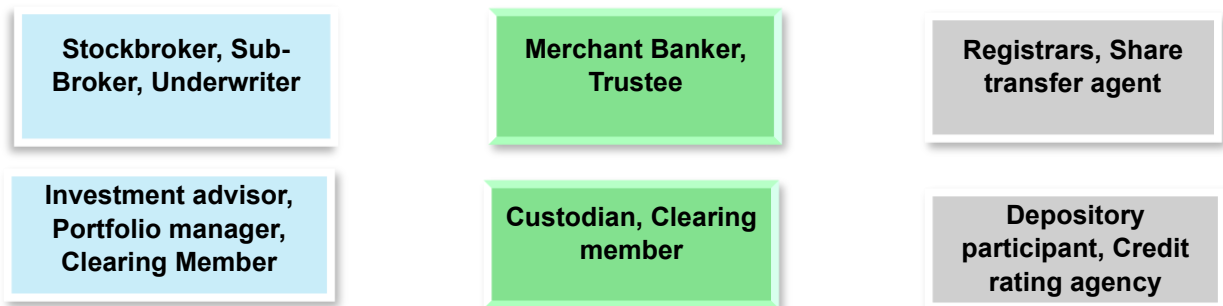 Stockbroker, Sub-
Broker, Underwriter
Merchant Banker,
Trustee
Registrars, Share
transfer agent
Investment advisor,
Portfolio manager,
Clearing Member
Custodian, Clearing
member
Depository
participant, Credit
rating agency